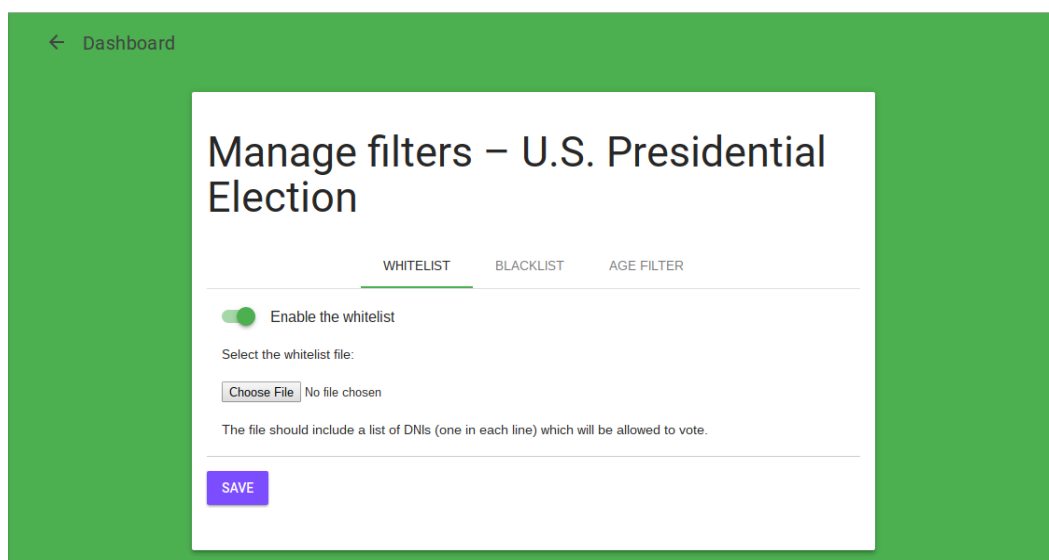 Dashboard
Manage filters – U.S. Presidential
Election
WHITELIST BLACKLIST AGE FILTER
Enable the whitelist
Select the whitelist file:
Choose File No file chosen
The file should include a list of DNIs (one in each line) which will be allowed to vote.
SAVE